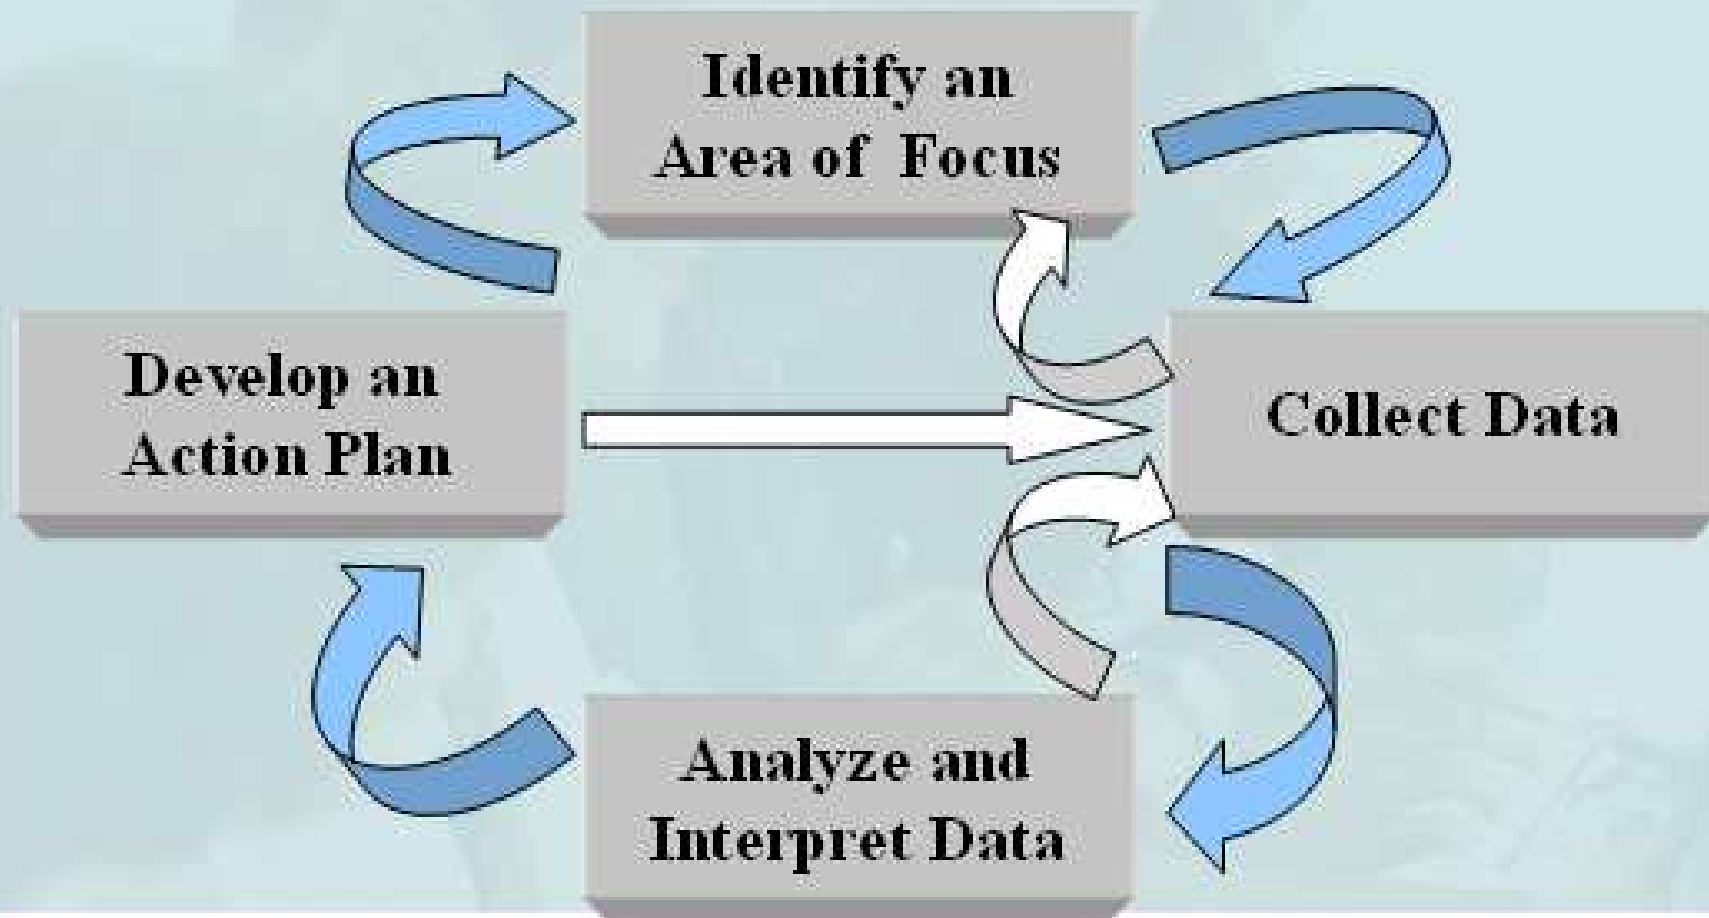 Identify an
Area of Focus
Develop an
Action Plan
Collect Data
Analyze and
Interpret Data